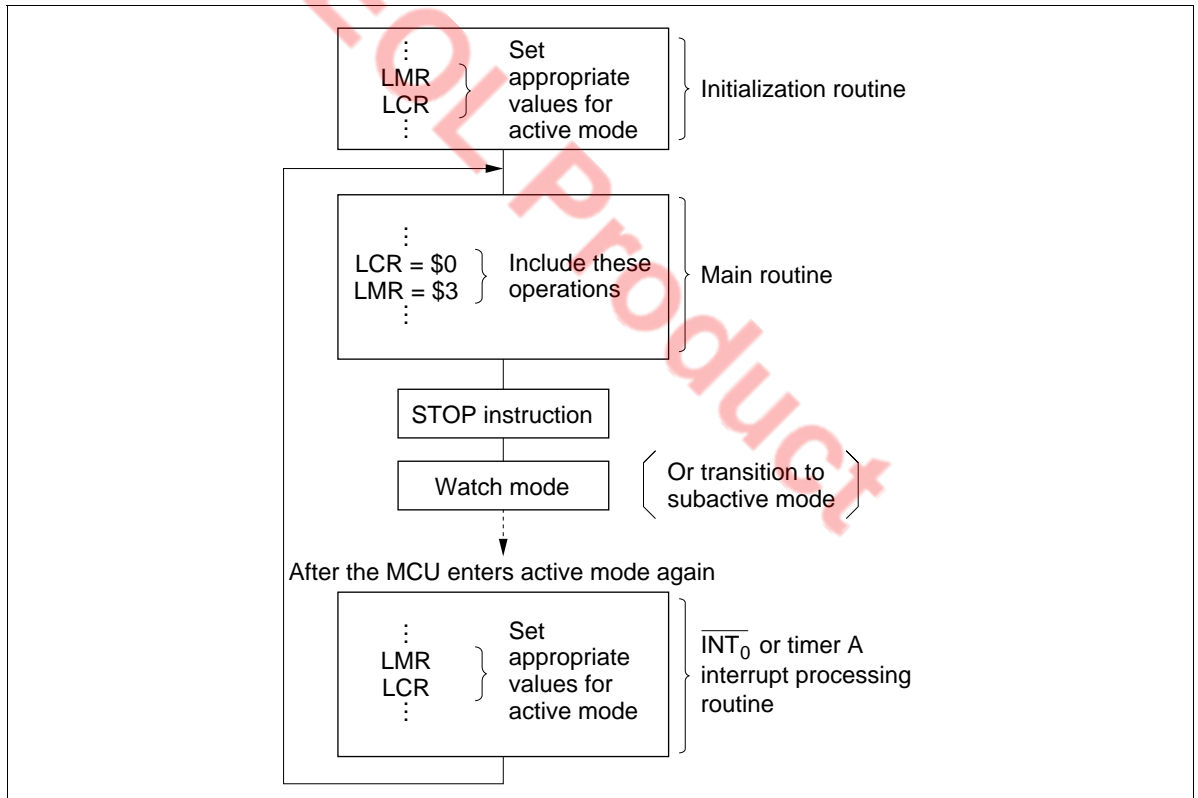 EOL Product
⋮
LMR
LCR
⋮
Set
appropriate
values for
active mode
Initialization routine
⋮
LCR = $0
LMR = $3
⋮
Include these
operations
Main routine
STOP instruction
Watch mode
Or transition to
subactive mode
After the MCU enters active mode again
⋮
LMR
LCR
⋮
Set
appropriate
values for
active mode
INT0 or timer A
interrupt processing
routine